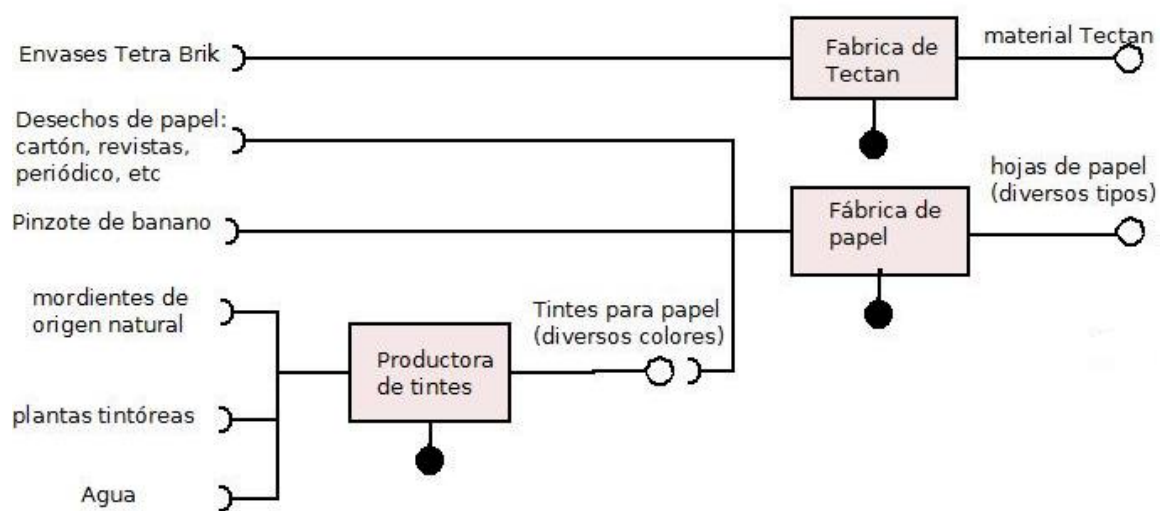 Envases Tetra Brik
Fabrica de
Tectan
material Tectan
Desechos de papel:
cartón, revistas,
periódico, etc
Pinzote de banano
Fábrica de
papel
hojas de papel
(diversos tipos)
mordientes de
origen natural
Tintes para papel
(diversos colores)
Productora
de tintes
plantas tintóreas
Agua